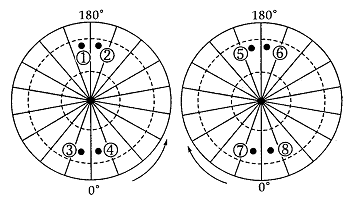 180° 180°
① ② ⑤ ⑥
③ ④ ⑦ ⑧
0° 0°